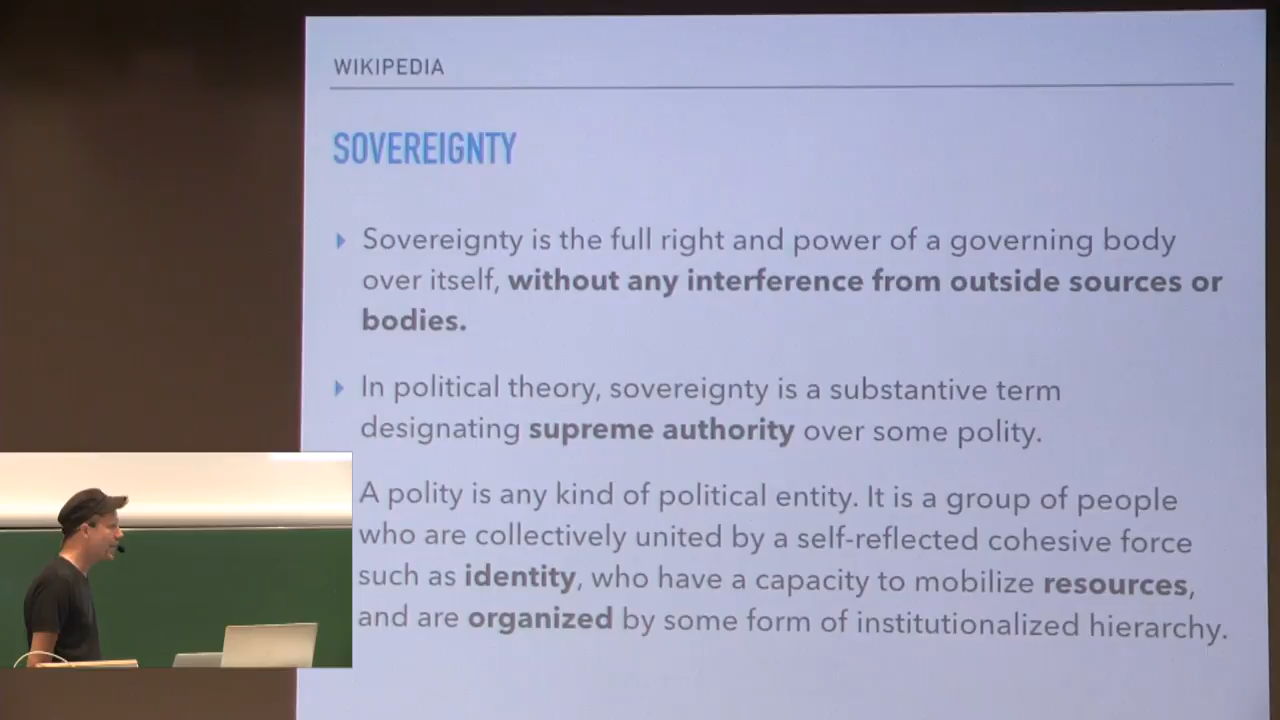 WIKIPEDIA
SOVEREIGNTY
Sovereignty is the full right and power of a governing body
over itself, without any interference from outside sources or
bodies.
In political theory, sovereignty is a substantive term
designating supreme authority over some polity.
A polity is any kind of political entity. It is a group of people
who are collectively united by a self-reflected cohesive force
such as identity, who have a capacity to mobilize resources,
and are organized by some form of institutionalized hierarchy.